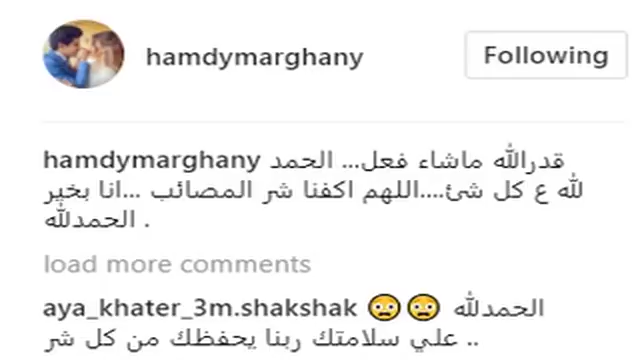 hamdymarghany
Following
hamdymarghany قدرالله ماشاء فعل... الحمد
لله ع كل شئ....اللهم اكفنا شر المصائب ...انا بخير
الحمدلله .
load more comments
aya_khater_3m.shakshak 😳😳 الحمدلله
علي سلامتك ربنا يحفظك من كل شر ..